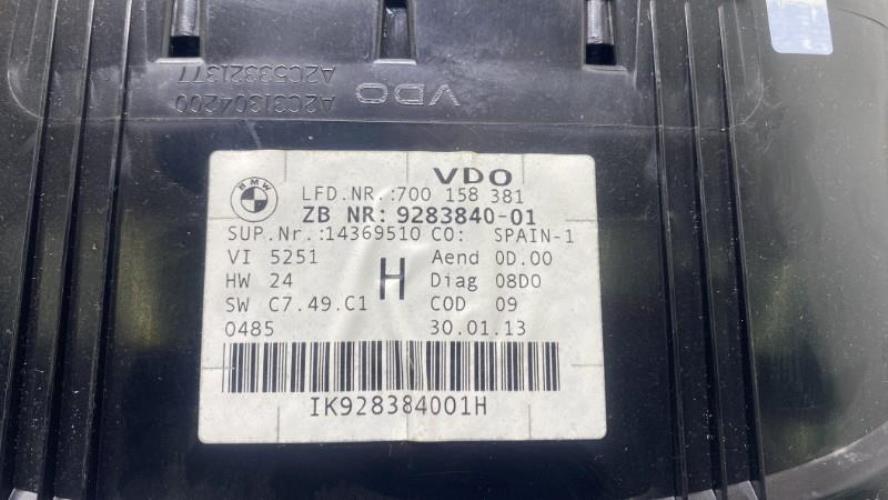 A2C53321377
A2C31304200
VDO
BMW
VDO
LFD.NR.:700 158 381
ZB NR: 9283840-01
SUP.Nr.:14369510 CO: SPAIN-1
VI 5251 Aend 0D.00
HW 24 H Diag 08D0
SW C7.49.C1 COD 09
0485 30.01.13
IK928384001H